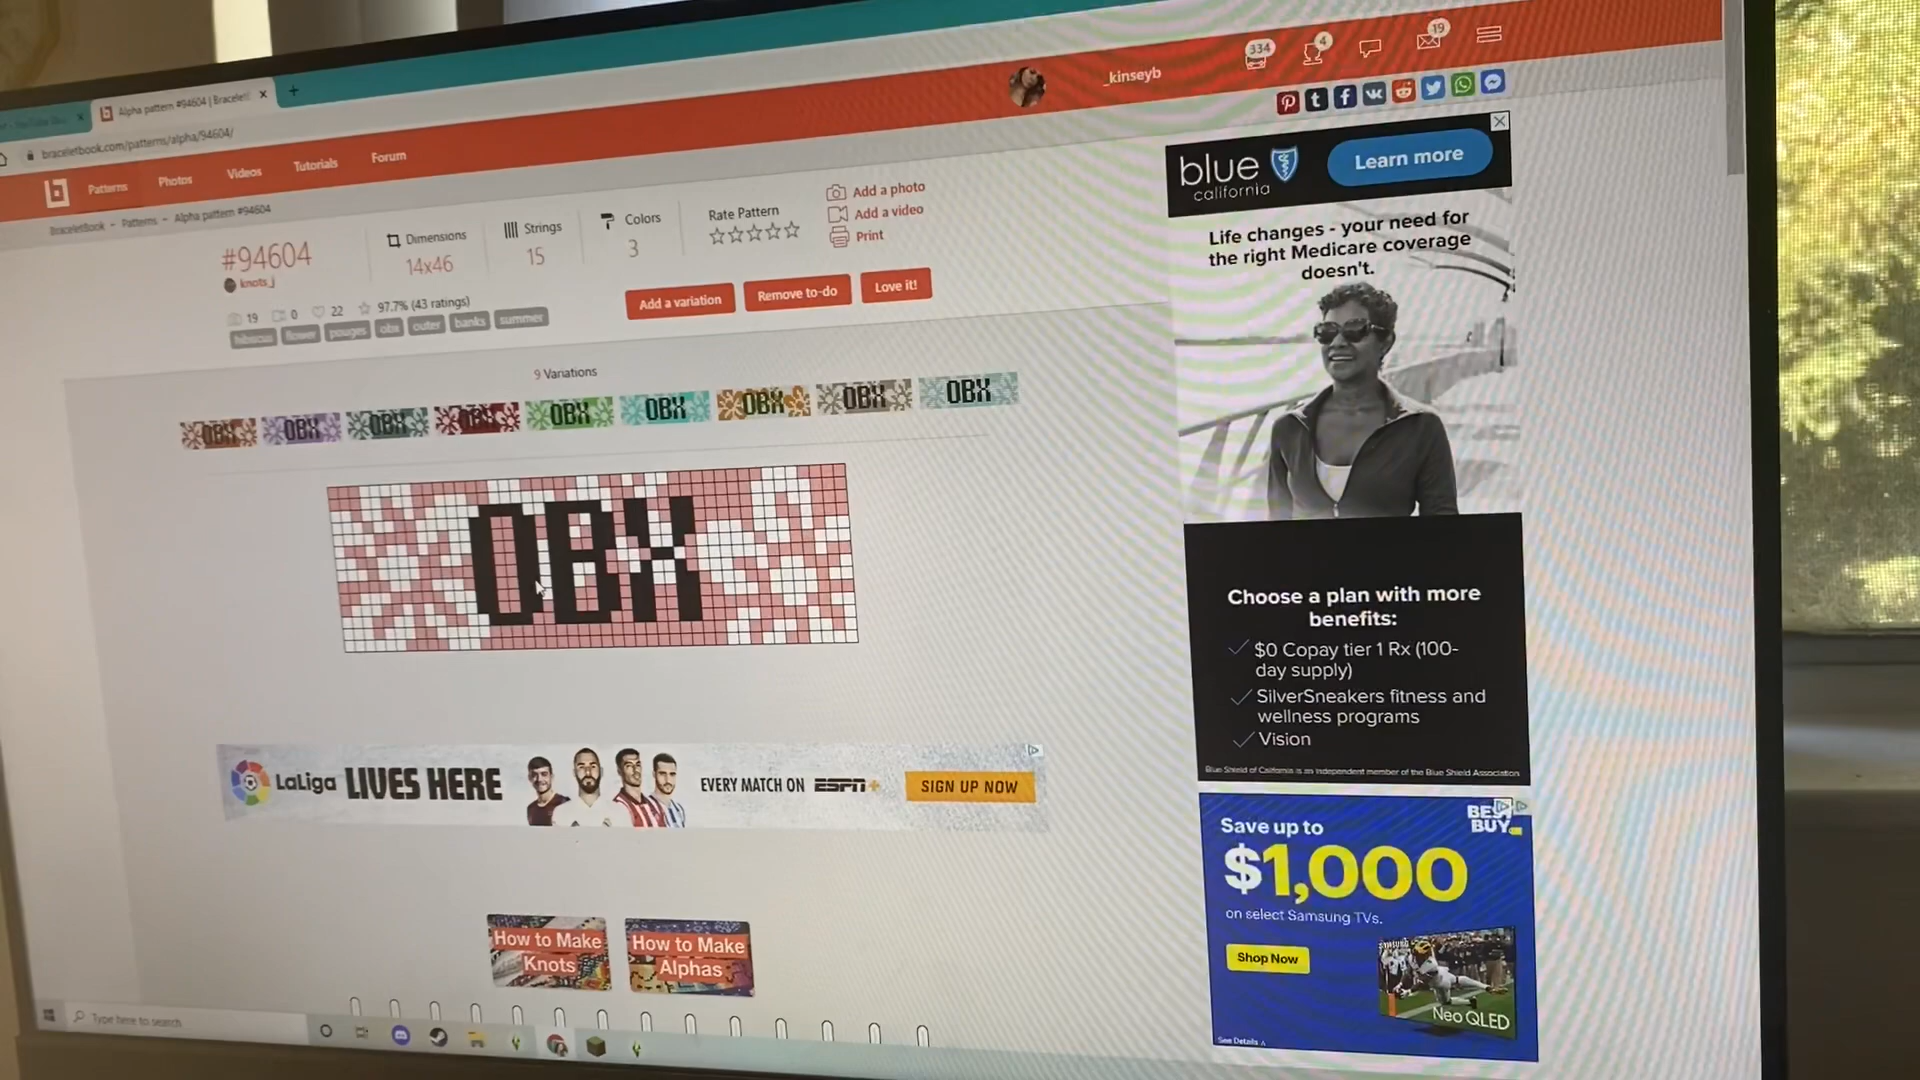 Alpha pattern #94604 | Bracelet
braceletbook.com/patterns/alpha/94604/
_kinseyb
334
4
19
Patterns
Photos
Videos
Tutorials
Forum
BraceletBook - Patterns - Alpha pattern #94604
#94604
knots_j
Dimensions
14x46
Strings
15
Colors
3
Rate Pattern
Add a photo
Add a video
Print
19 0 22 97.7% (43 ratings)
hibiscus flower pouges obx outer banks summer
Add a variation
Remove to-do
Love it!
9 Variations
OBX OBX OBX OBX OBX OBX OBX OBX OBX
OBX
LaLiga LIVES HERE
EVERY MATCH ON ESPN+
SIGN UP NOW
How to Make
Knots
How to Make
Alphas
Type here to search
blue
california
Learn more
Life changes - your need for
the right Medicare coverage
doesn't.
Choose a plan with more
benefits:
$0 Copay tier 1 Rx (100-
day supply)
SilverSneakers fitness and
wellness programs
Vision
Blue Shield of California is an independent member of the Blue Shield Association
BEST
BUY
Save up to
$1,000
on select Samsung TVs.
Shop Now
SAMSUNG
Neo QLED
See Details